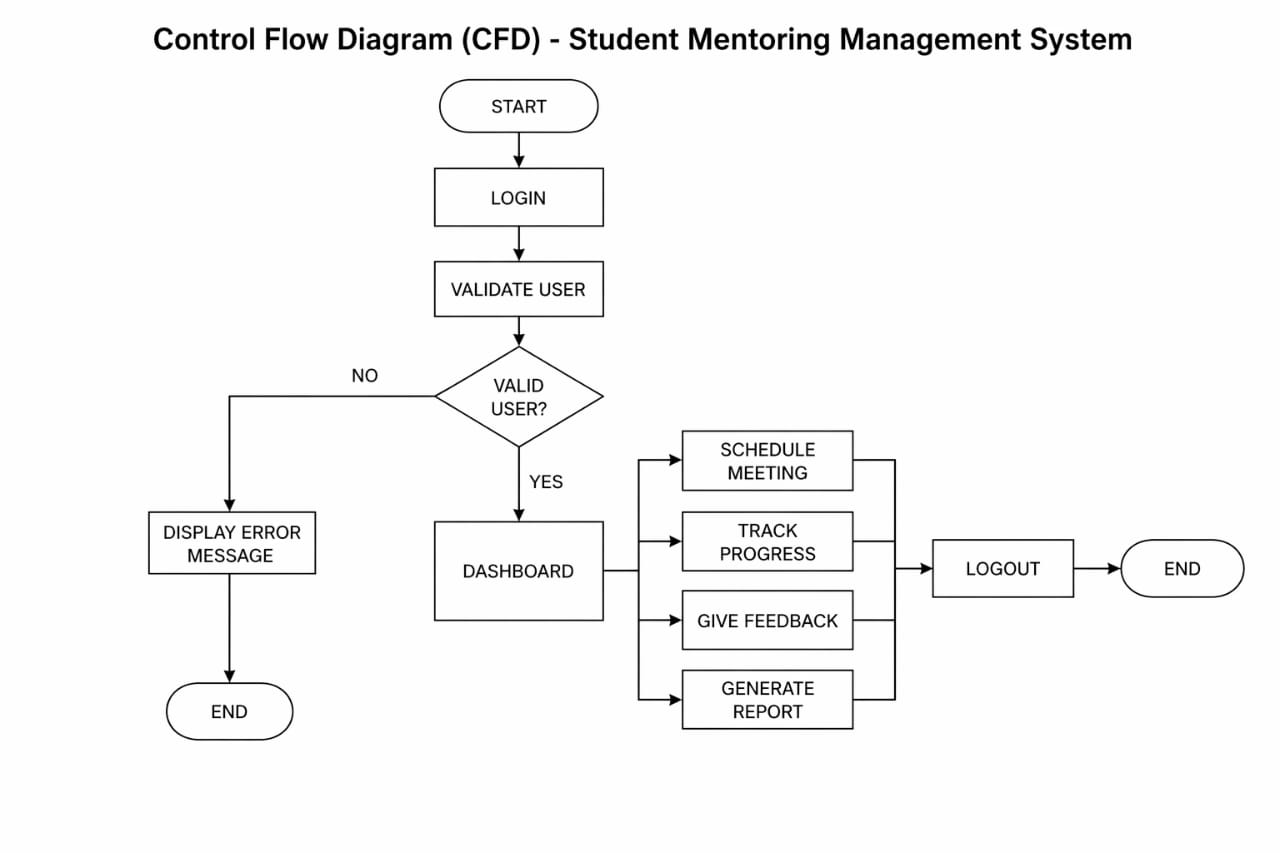 Control Flow Diagram (CFD) - Student Mentoring Management System
START
LOGIN
VALIDATE USER
VALID
USER?
NO
YES
DISPLAY ERROR
MESSAGE
END
DASHBOARD
SCHEDULE
MEETING
TRACK
PROGRESS
GIVE FEEDBACK
GENERATE
REPORT
LOGOUT
END